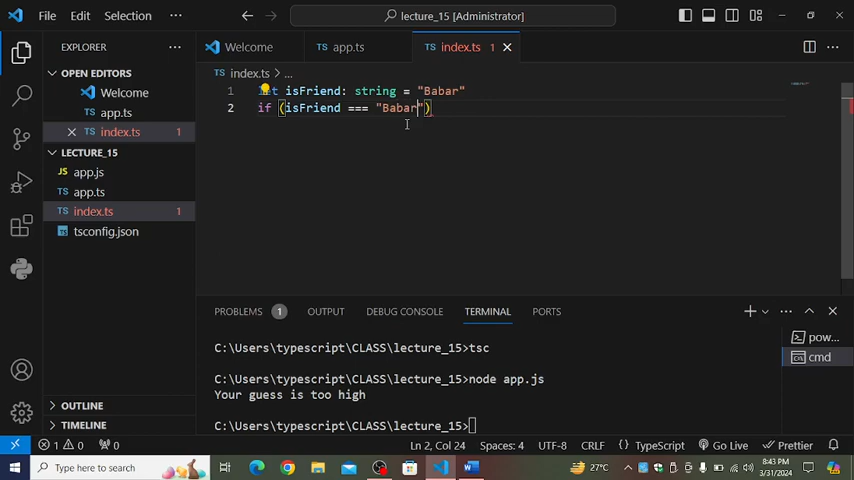 File Edit Selection ··· lecture_15 [Administrator]
EXPLORER ···
Welcome app.ts TS index.ts 1
index.ts > ...
OPEN EDITORS
Welcome
TS app.ts
TS index.ts 1
LECTURE_15
JS app.js
TS app.ts
TS index.ts 1
tsconfig.json
OUTLINE
TIMELINE
1 let isFriend: string = "Babar"
2 if (isFriend === "Babar")
PROBLEMS 1 OUTPUT DEBUG CONSOLE TERMINAL PORTS
C:\Users\typescript\CLASS\lecture_15>tsc
C:\Users\typescript\CLASS\lecture_15>node app.js
Your guess is too high
C:\Users\typescript\CLASS\lecture_15>
pow...
cmd
1 0 0 Ln 2, Col 24 Spaces: 4 UTF-8 CRLF {} TypeScript Go Live Prettier
Type here to search 27°C 8:43 PM
3/31/2024